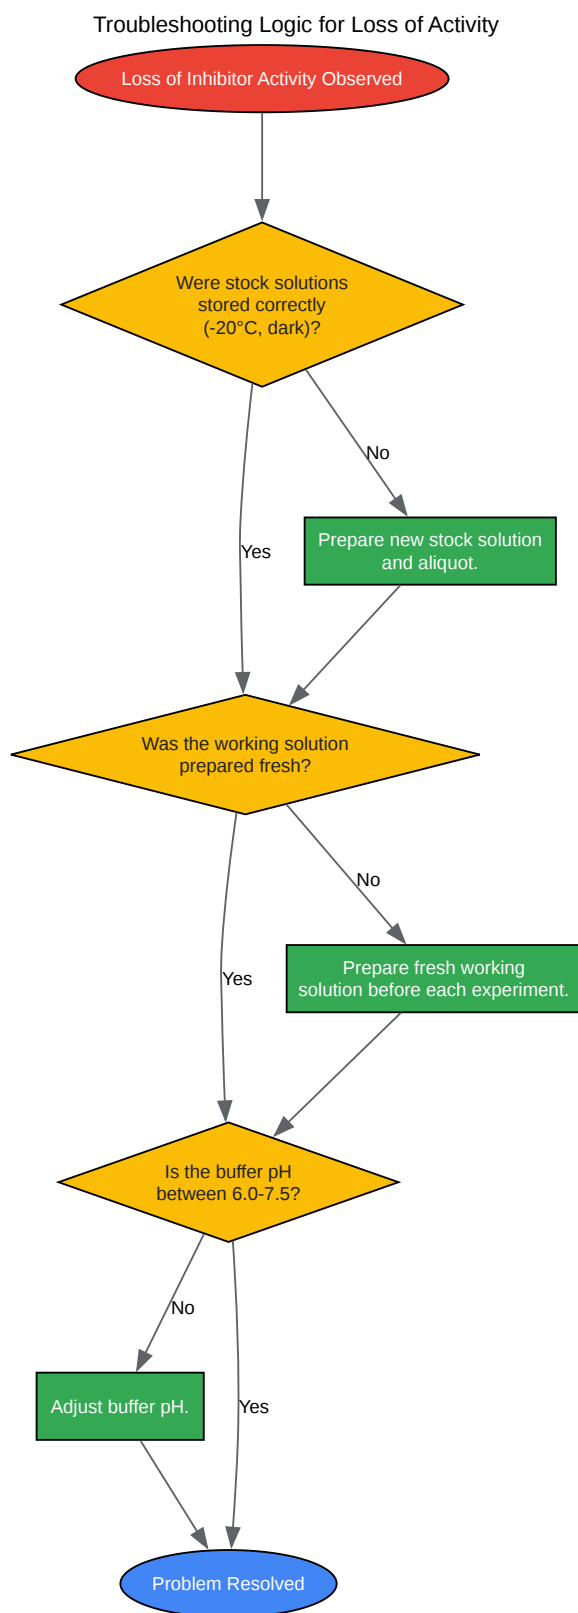 Troubleshooting Logic for Loss of Activity
Loss of Inhibitor Activity Observed
Were stock solutions
stored correctly
(-20°C, dark)?
No
Prepare new stock solution
and aliquot.
Yes
Was the working solution
prepared fresh?
No
Prepare fresh working
solution before each experiment.
Yes
Is the buffer pH
between 6.0-7.5?
No
Adjust buffer pH.
Yes
Problem Resolved